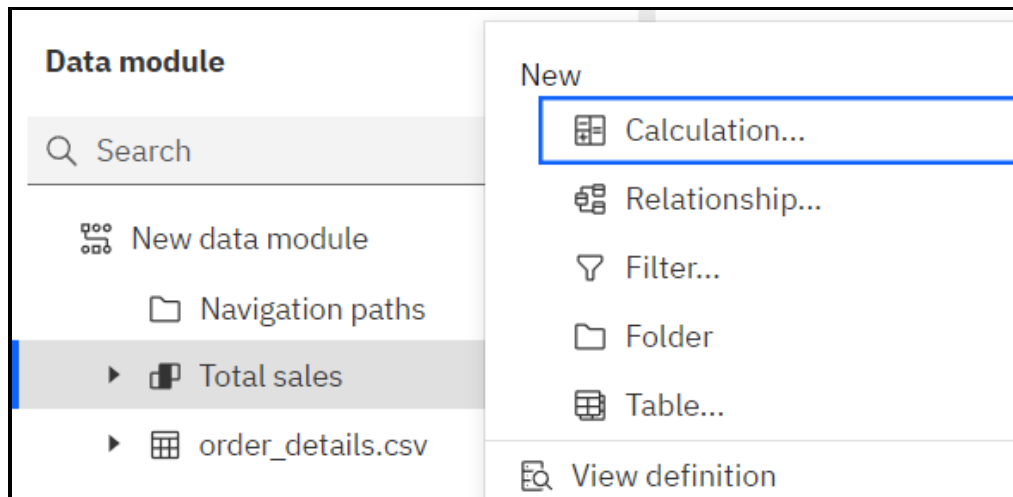 Data module
Search
New data module
Navigation paths
Total sales
order_details.csv
New
Calculation...
Relationship...
Filter...
Folder
Table...
View definition